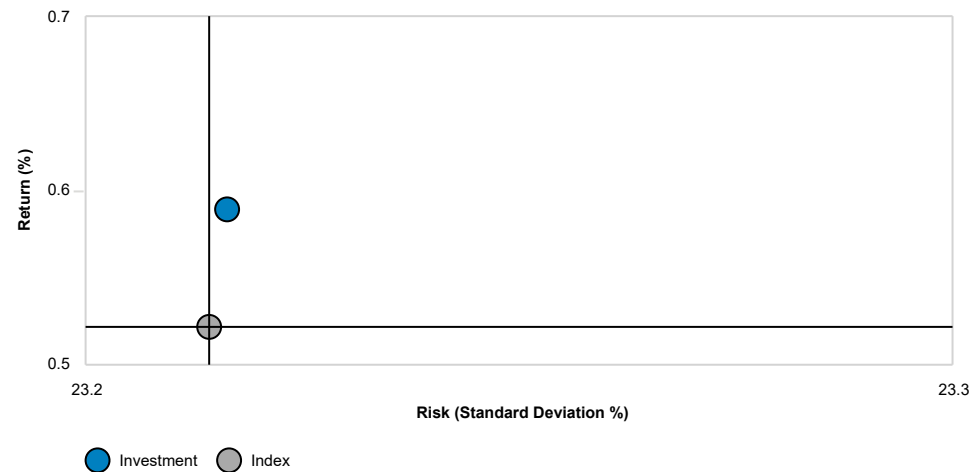 0.7
Return (%)
0.6
0.5
23.2
23.3
Risk (Standard Deviation %)
Investment
Index